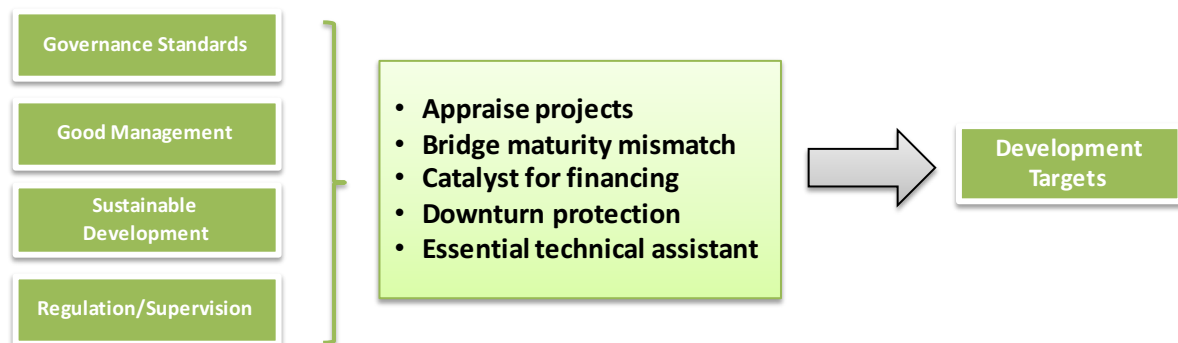 Governance Standards
Good Management
Sustainable
Development
Regulation/Supervision
• Appraise projects
• Bridge maturity mismatch
• Catalyst for financing
• Downturn protection
• Essential technical assistant
Development
Targets